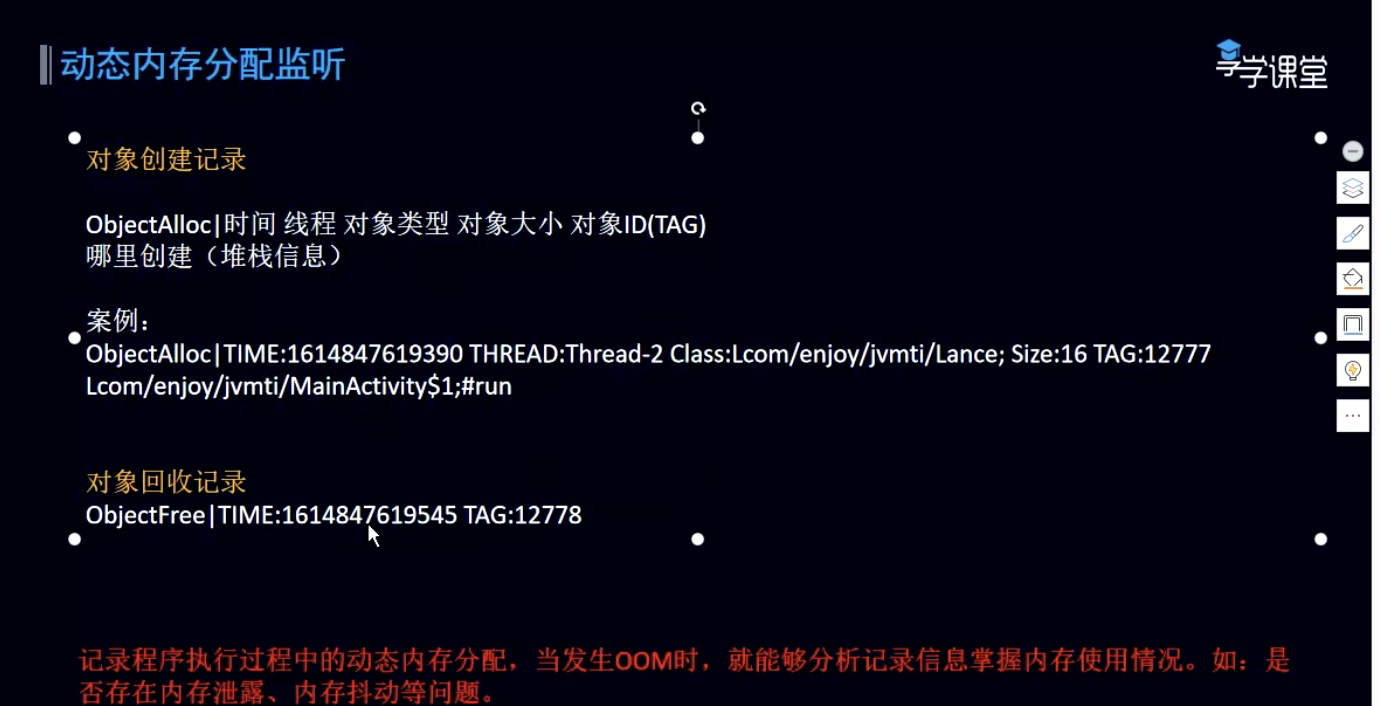 动态内存分配监听
享学课堂
对象创建记录
ObjectAlloc|时间 线程 对象类型 对象大小 对象ID(TAG)
哪里创建（堆栈信息）
案例：
ObjectAlloc|TIME:1614847619390 THREAD:Thread-2 Class:Lcom/enjoy/jvmti/Lance; Size:16 TAG:12777
Lcom/enjoy/jvmti/MainActivity$1;#run
对象回收记录
ObjectFree|TIME:1614847619545 TAG:12778
记录程序执行过程中的动态内存分配，当发生OOM时，就能够分析记录信息掌握内存使用情况。如：是
否存在内存泄露、内存抖动等问题。